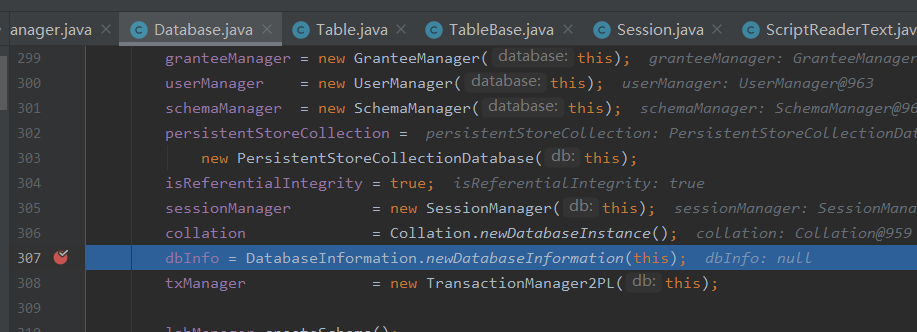 anager.java × Database.java × Table.java × TableBase.java × Session.java × ScriptReaderText.jav
299 granteeManager = new GranteeManager( database: this); granteeManager: GranteeManager
300 userManager = new UserManager( database: this); userManager: UserManager@963
301 schemaManager = new SchemaManager( database: this); schemaManager: SchemaManager@96
302 persistentStoreCollection = persistentStoreCollection: PersistentStoreCollectionDat
303 new PersistentStoreCollectionDatabase( db: this);
304 isReferentialIntegrity = true; isReferentialIntegrity: true
305 sessionManager = new SessionManager( db: this); sessionManager: SessionMana
306 collation = Collation.newDatabaseInstance(); collation: Collation@959
307 dbInfo = DatabaseInformation.newDatabaseInformation(this); dbInfo: null
308 txManager = new TransactionManager2PL( db: this);
309